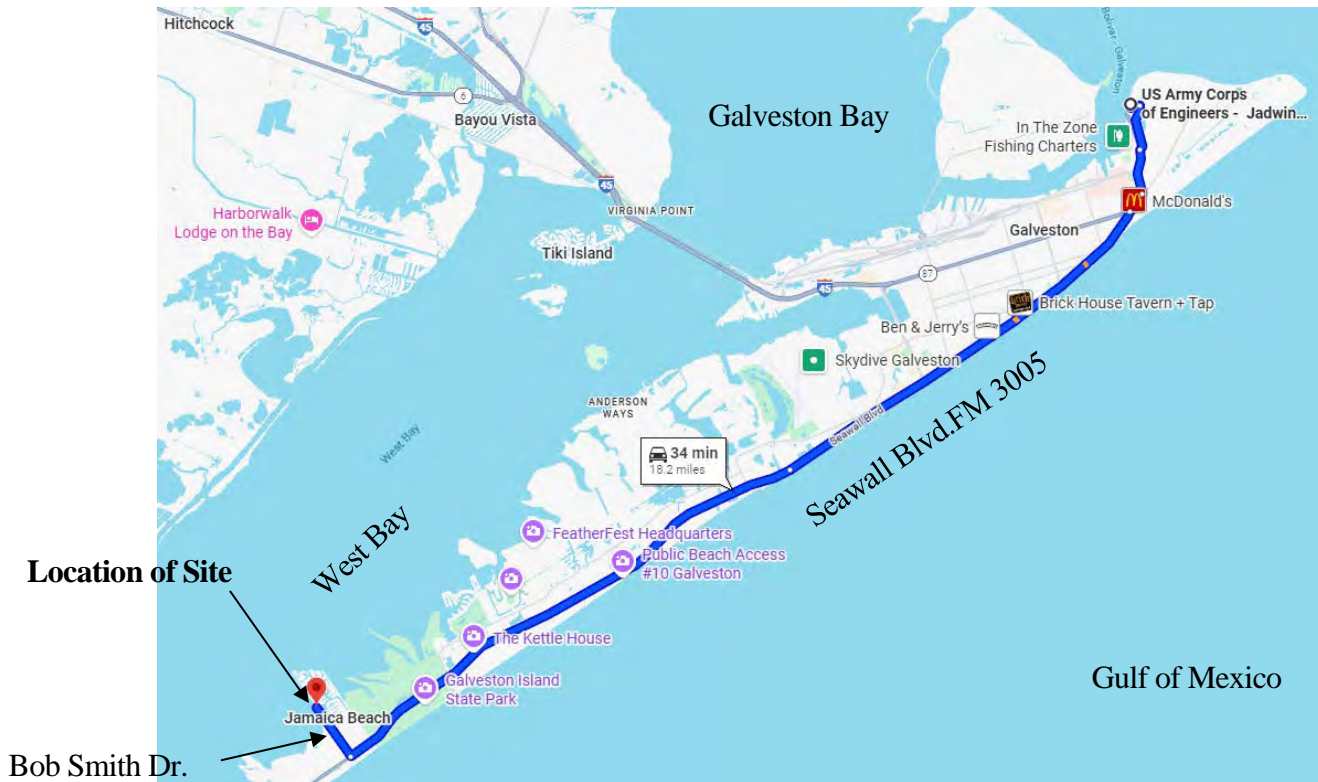 Hitchcock
45
Bolivar - Galveston
6
Bayou Vista
Galveston Bay
US Army Corps
of Engineers - Jadwin...
In The Zone
Fishing Charters
45
Harborwalk
Lodge on the Bay
VIRGINIA POINT
McDonald's
Galveston
Tiki Island
87
45
Brick House Tavern + Tap
Ben & Jerry's
Skydive Galveston
ANDERSON
WAYS
Seawall Blvd
Seawall Blvd.FM 3005
West Bay
34 min
18.2 miles
West Bay
FeatherFest Headquarters
Public Beach Access
#10 Galveston
Location of Site
The Kettle House
Galveston Island
State Park
Gulf of Mexico
Jamaica Beach
Bob Smith Dr.